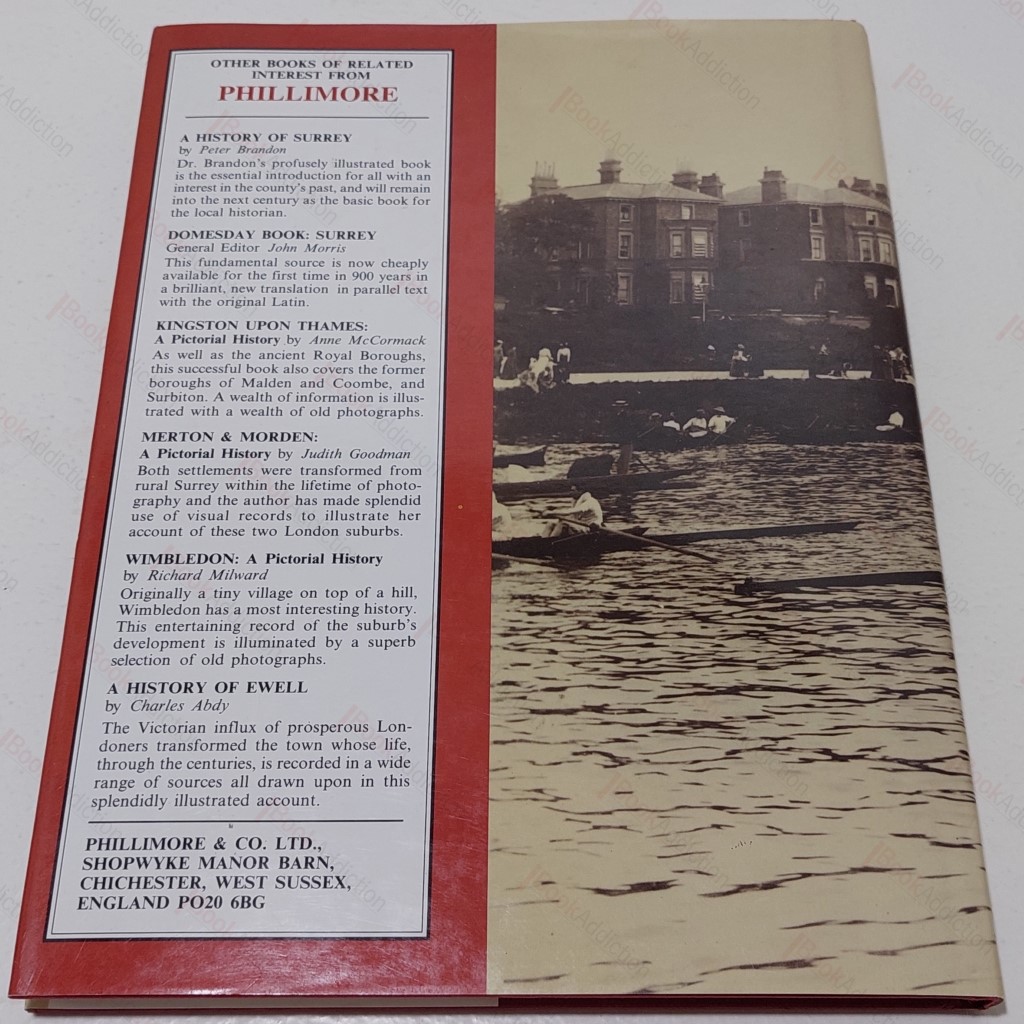 OTHER BOOKS OF RELATED
INTEREST FROM
PHILLIMORE
A HISTORY OF SURREY
by Peter Brandon
Dr. Brandon's profusely illustrated book
is the essential introduction for all with an
interest in the county's past, and will remain
into the next century as the basic book for
the local historian.
DOMESDAY BOOK: SURREY
General Editor John Morris
This fundamental source is now cheaply
available for the first time in 900 years in
a brilliant, new translation in parallel text
with the original Latin.
KINGSTON UPON THAMES:
A Pictorial History by Anne McCormack
As well as the ancient Royal Boroughs,
this successful book also covers the former
boroughs of Malden and Coombe, and
Surbiton. A wealth of information is illus-
trated with a wealth of old photographs.
MERTON & MORDEN:
A Pictorial History by Judith Goodman
Both settlements were transformed from
rural Surrey within the lifetime of photo-
graphy and the author has made splendid
use of visual records to illustrate her
account of these two London suburbs.
WIMBLEDON: A Pictorial History
by Richard Milward
Originally a tiny village on top of a hill,
Wimbledon has a most interesting history.
This entertaining record of the suburb's
development is illuminated by a superb
selection of old photographs.
A HISTORY OF EWELL
by Charles Abdy
The Victorian influx of prosperous Lon-
doners transformed the town whose life,
through the centuries, is recorded in a wide
range of sources all drawn upon in this
splendidly illustrated account.
PHILLIMORE & CO. LTD.,
SHOPWYKE MANOR BARN,
CHICHESTER, WEST SUSSEX,
ENGLAND PO20 6BG
BookAddiction